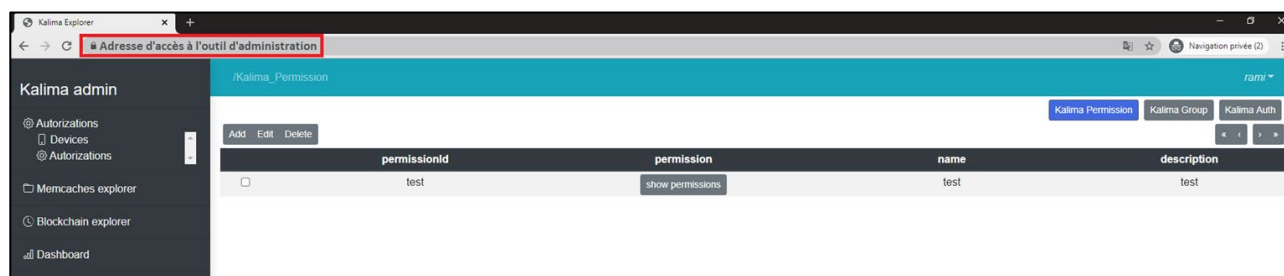 Kalima Explorer
Adresse d'accès à l'outil d'administration
Navigation privée (2)
Kalima admin
/Kalima_Permission
rami
Kalima Permission Kalima Group Kalima Auth
Autorizations
Devices
Autorizations
Memcaches explorer
Blockchain explorer
Dashboard
Add Edit Delete
« ‹ › »
permissionId permission name description
test show permissions test test